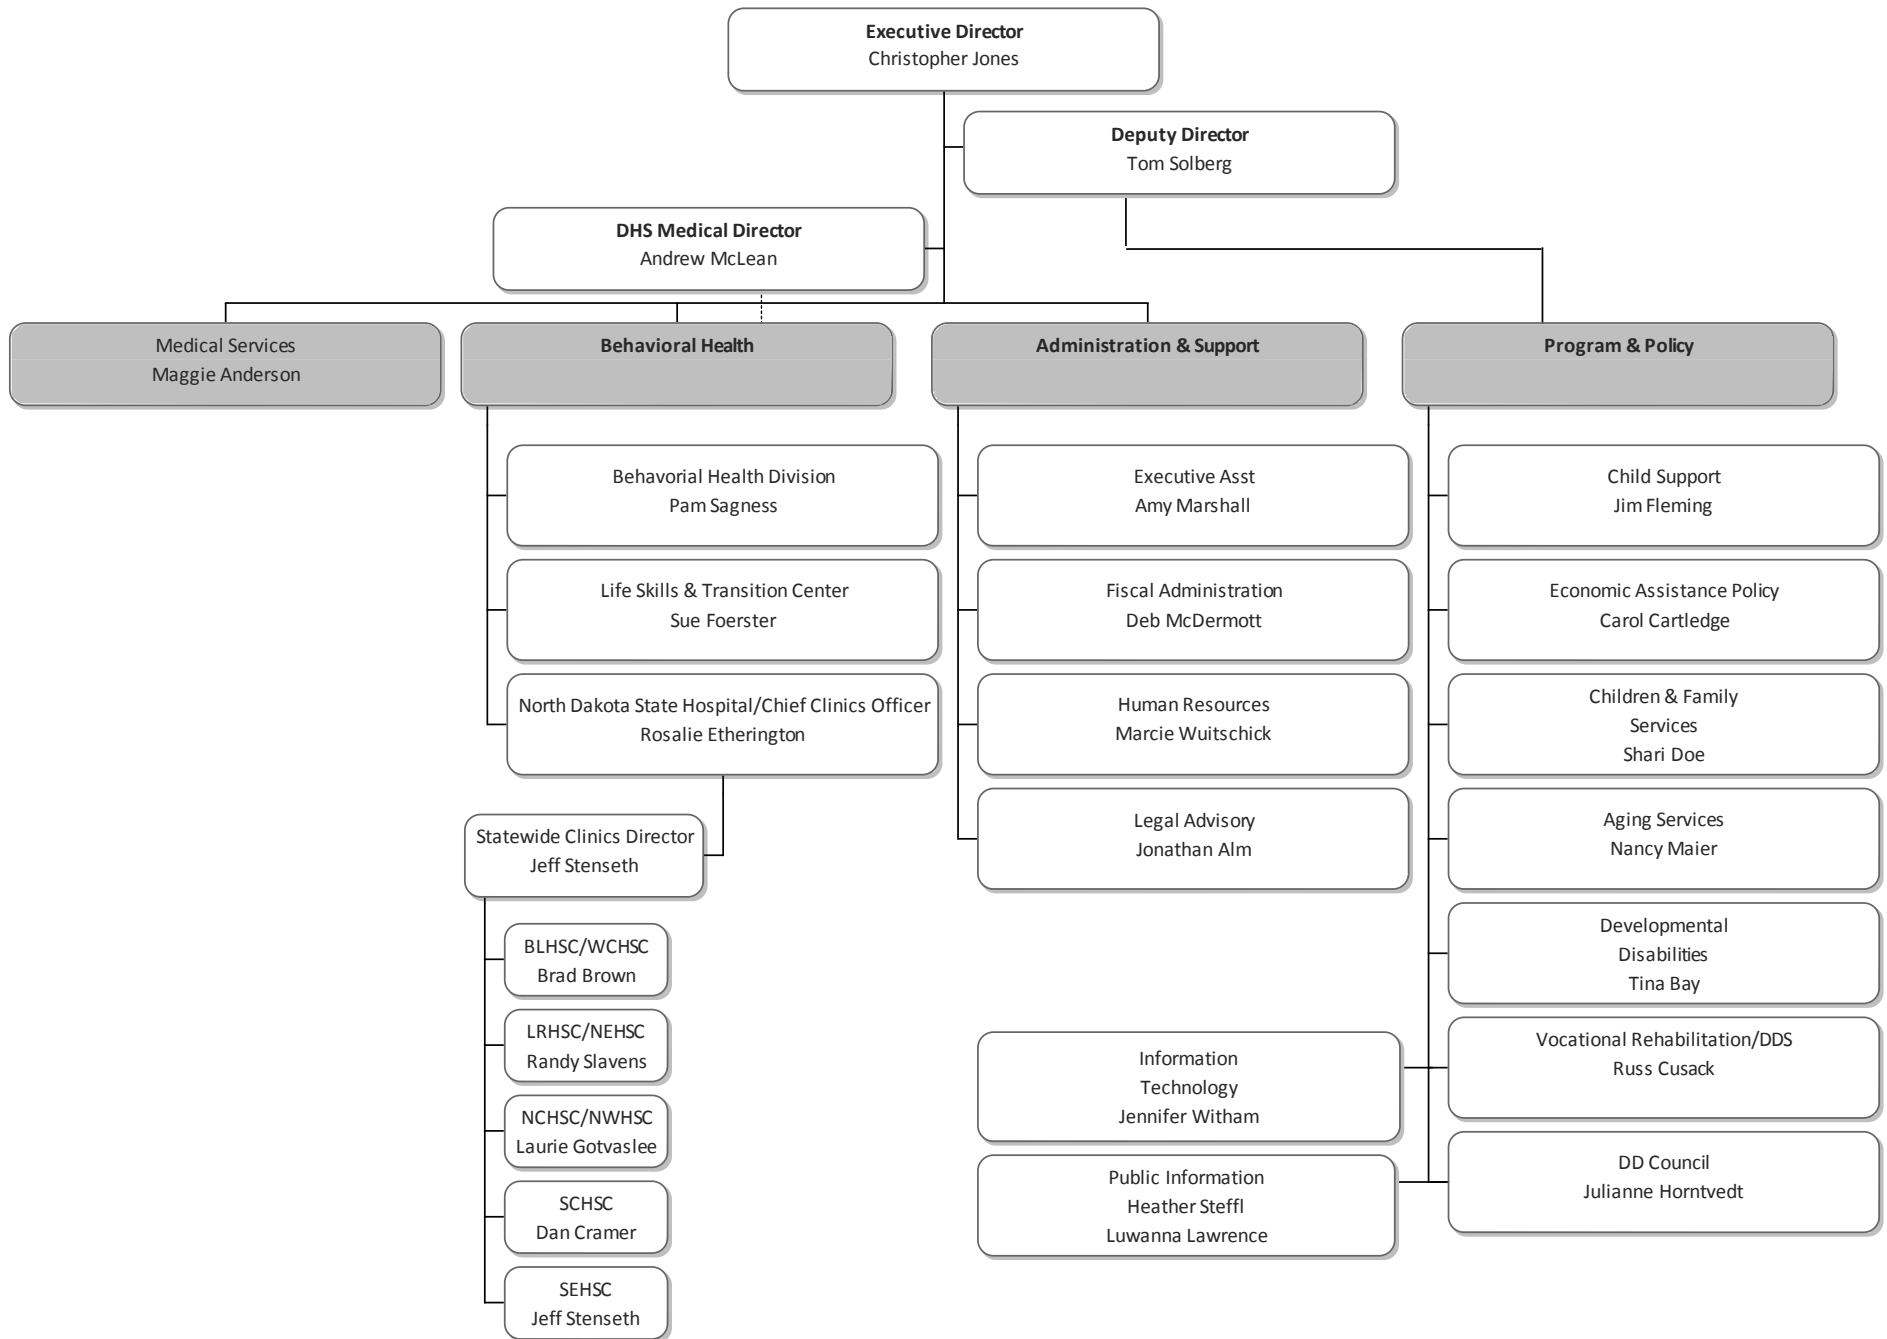 Executive Director
Christopher Jones
Deputy Director
Tom Solberg
DHS Medical Director
Andrew McLean
Medical Services
Maggie Anderson
Behavioral Health
Administration & Support
Program & Policy
Behavorial Health Division
Pam Sagness
Life Skills & Transition Center
Sue Foerster
North Dakota State Hospital/Chief Clinics Officer
Rosalie Etherington
Statewide Clinics Director
Jeff Stenseth
BLHSC/WCHSC
Brad Brown
LRHSC/NEHSC
Randy Slavens
NCHSC/NWHSC
Laurie Gotvaslee
SCHSC
Dan Cramer
SEHSC
Jeff Stenseth
Executive Asst
Amy Marshall
Fiscal Administration
Deb McDermott
Human Resources
Marcie Wuitschick
Legal Advisory
Jonathan Alm
Information
Technology
Jennifer Witham
Public Information
Heather Steffl
Luwanna Lawrence
Child Support
Jim Fleming
Economic Assistance Policy
Carol Cartledge
Children & Family
Services
Shari Doe
Aging Services
Nancy Maier
Developmental
Disabilities
Tina Bay
Vocational Rehabilitation/DDS
Russ Cusack
DD Council
Julianne Horntvedt